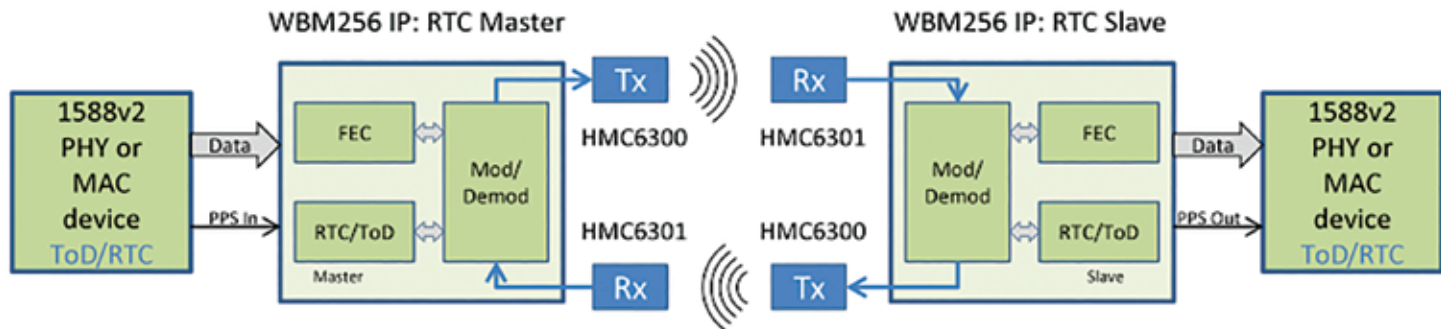 WBM256 IP: RTC Master
WBM256 IP: RTC Slave
1588v2
PHY or
MAC
device
ToD/RTC
Data
PPS In
FEC
RTC/ToD
Master
Mod/
Demod
Tx
HMC6300
HMC6301
Rx
Rx
HMC6301
HMC6300
Tx
Mod/
Demod
FEC
RTC/ToD
Slave
Data
PPS Out
1588v2
PHY or
MAC
device
ToD/RTC